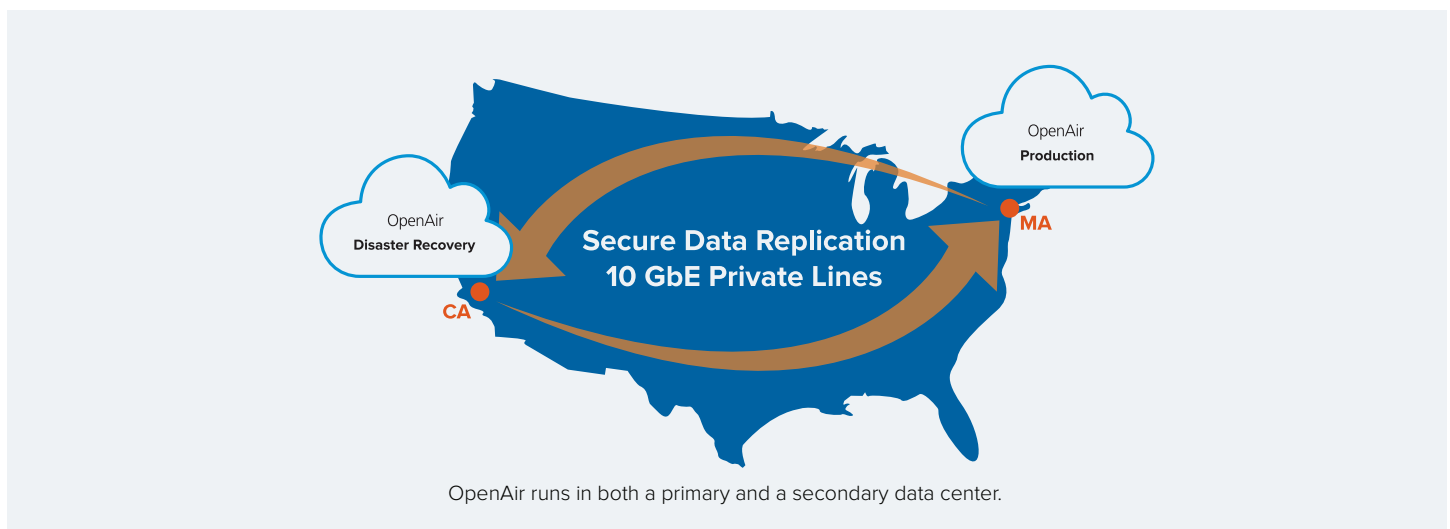 OpenAir
Production
OpenAir
Disaster Recovery
MA
Secure Data Replication
10 GbE Private Lines
CA
OpenAir runs in both a primary and a secondary data center.